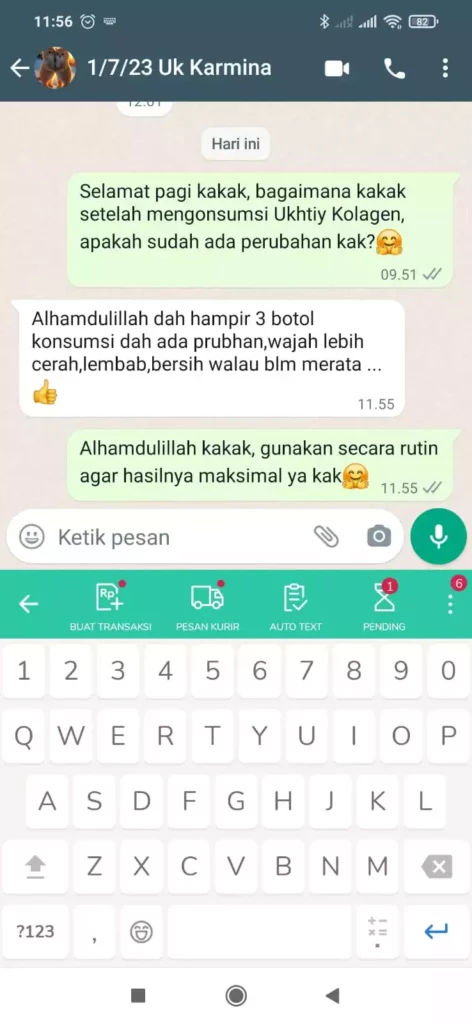 11:56
82
1/7/23 Uk Karmina
12.01
Hari ini
Selamat pagi kakak, bagaimana kakak
setelah mengonsumsi Ukhtiy Kolagen,
apakah sudah ada perubahan kak?🤗
09.51
Alhamdulillah dah hampir 3 botol
konsumsi dah ada prubhan,wajah lebih
cerah,lembab,bersih walau blm merata ...
👍
11.55
Alhamdulillah kakak, gunakan secara rutin
agar hasilnya maksimal ya kak🤗
11.55
Ketik pesan
Rp
1
6
BUAT TRANSAKSI PESAN KURIR AUTO TEXT PENDING
1 2 3 4 5 6 7 8 9 0
Q W E R T Y U I O P
A S D F G H J K L
Z X C V B N M
?123 ,
+ −
× =
.